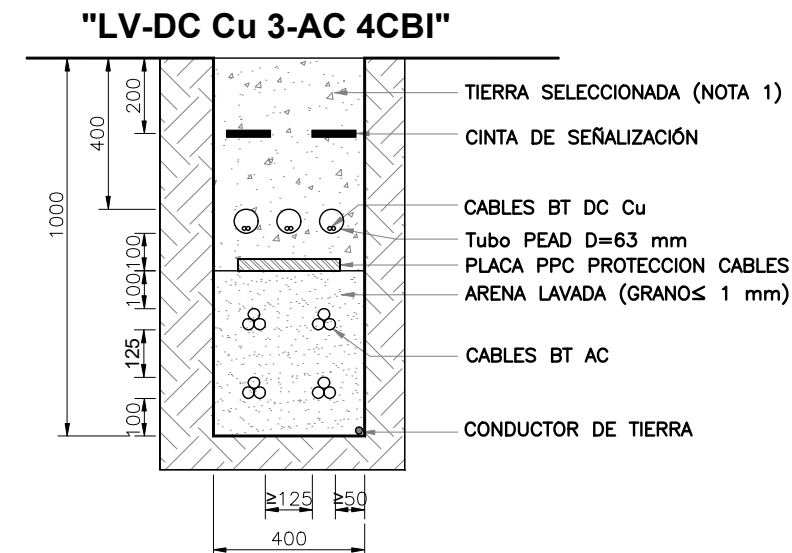 "LV-DC Cu 3-AC 4CBI"
TIERRA SELECCIONADA (NOTA 1)
CINTA DE SEÑALIZACIÓN
CABLES BT DC Cu
Tubo PEAD D=63 mm
PLACA PPC PROTECCION CABLES
ARENA LAVADA (GRANO≤ 1 mm)
CABLES BT AC
CONDUCTOR DE TIERRA
200
400
1000
100
100
125
100
≥125
≥50
400